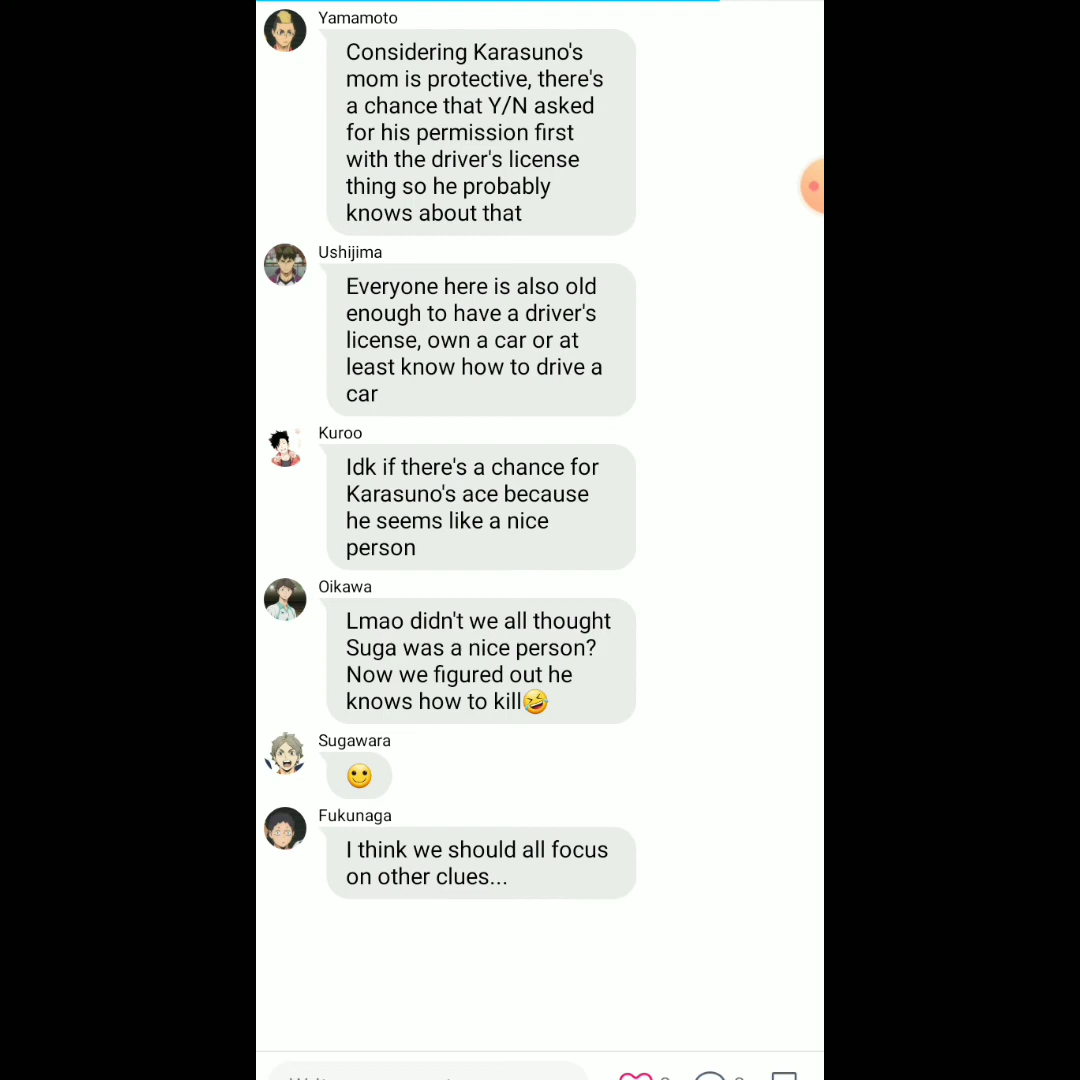 Yamamoto
Considering Karasuno's
mom is protective, there's
a chance that Y/N asked
for his permission first
with the driver's license
thing so he probably
knows about that
Ushijima
Everyone here is also old
enough to have a driver's
license, own a car or at
least know how to drive a
car
Kuroo
Idk if there's a chance for
Karasuno's ace because
he seems like a nice
person
Oikawa
Lmao didn't we all thought
Suga was a nice person?
Now we figured out he
knows how to kill🤣
Sugawara
🙂
Fukunaga
I think we should all focus
on other clues...